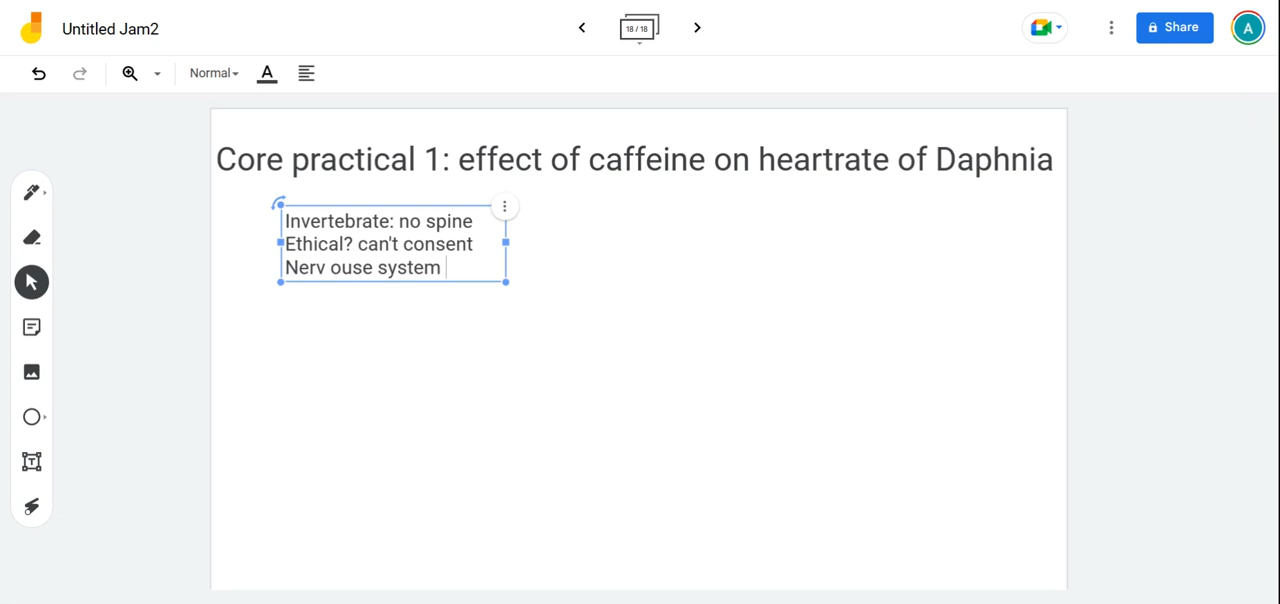 Untitled Jam2
18 / 18
Share
A
Normal
A
Core practical 1: effect of caffeine on heartrate of Daphnia
Invertebrate: no spine
Ethical? can't consent
Nerv ouse system